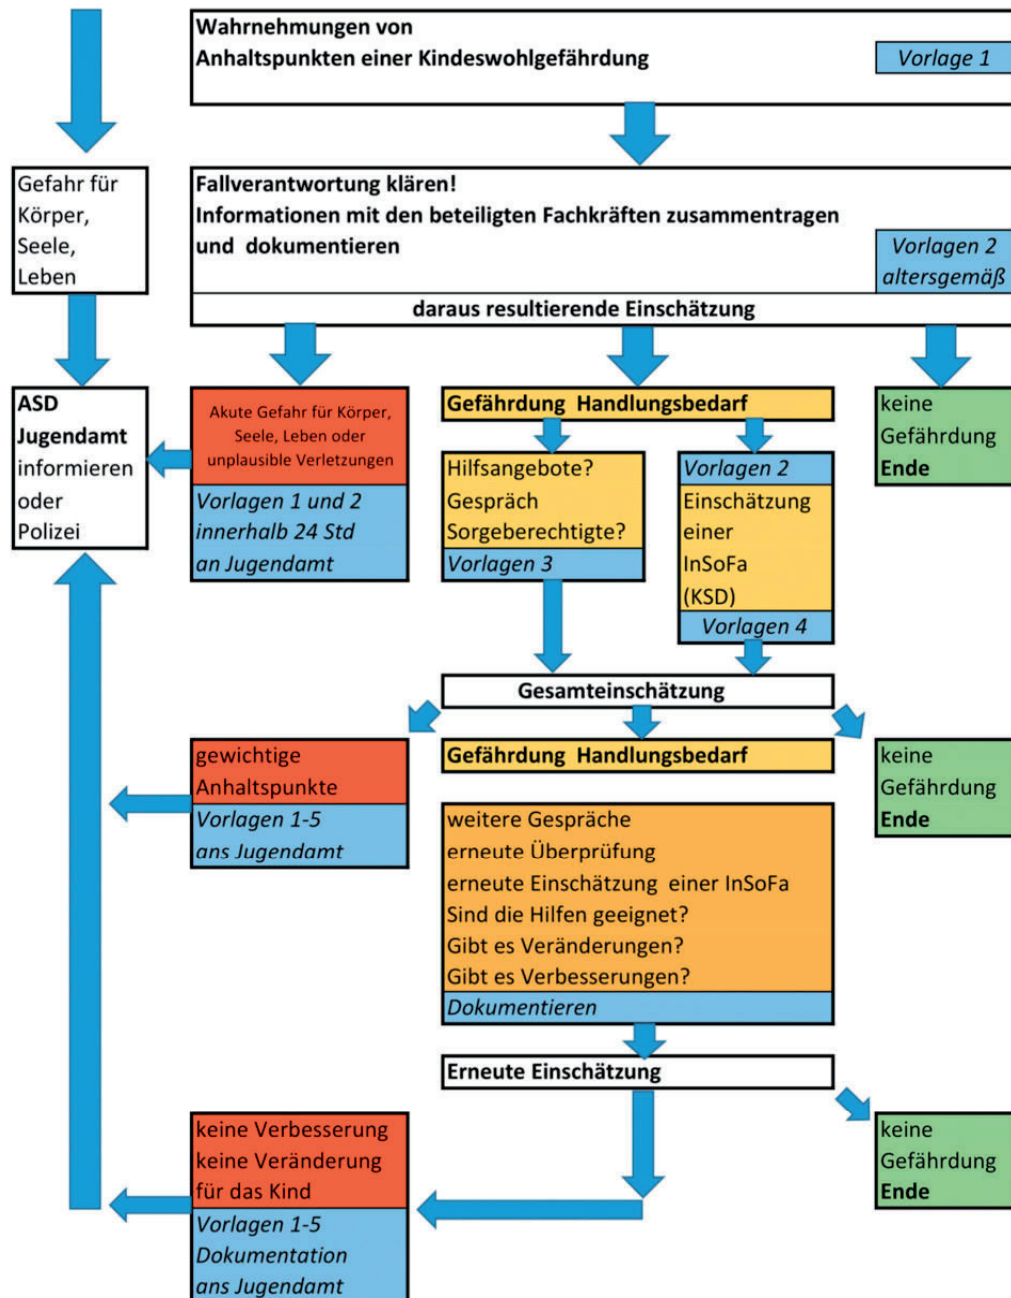 Wahrnehmungen von
Anhaltspunkten einer Kindeswohlgefährdung
Vorlage 1
Gefahr für
Körper,
Seele,
Leben
Fallverantwortung klären!
Informationen mit den beteiligten Fachkräften zusammentragen
und dokumentieren
Vorlagen 2
altersgemäß
daraus resultierende Einschätzung
ASD
Jugendamt
informieren
oder
Polizei
Akute Gefahr für Körper,
Seele, Leben oder
unplausible Verletzungen
Vorlagen 1 und 2
innerhalb 24 Std
an Jugendamt
Gefährdung Handlungsbedarf
Hilfsangebote?
Gespräch
Sorgeberechtigte?
Vorlagen 3
Vorlagen 2
Einschätzung
einer
InSoFa
(KSD)
Vorlagen 4
keine
Gefährdung
Ende
Gesamteinschätzung
gewichtige
Anhaltspunkte
Vorlagen 1-5
ans Jugendamt
Gefährdung Handlungsbedarf
keine
Gefährdung
Ende
weitere Gespräche
erneute Überprüfung
erneute Einschätzung einer InSoFa
Sind die Hilfen geeignet?
Gibt es Veränderungen?
Gibt es Verbesserungen?
Dokumentieren
Erneute Einschätzung
keine Verbesserung
keine Veränderung
für das Kind
Vorlagen 1-5
Dokumentation
ans Jugendamt
keine
Gefährdung
Ende